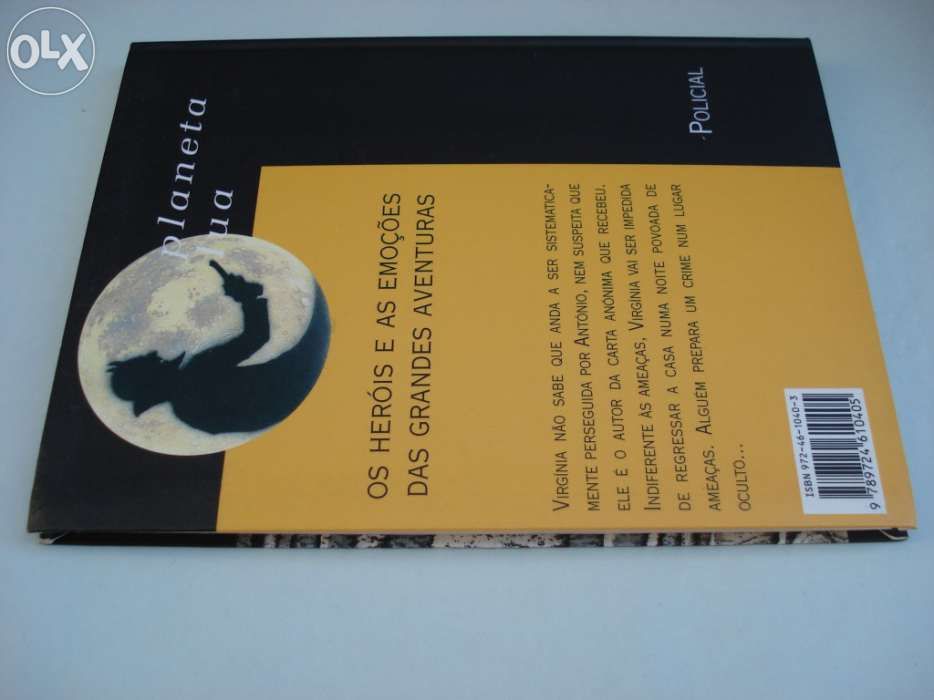 OLX
planeta
lua
POLICIAL
OS HERÓIS E AS EMOÇÕES
DAS GRANDES AVENTURAS
VIRGÍNIA NÃO SABE QUE ANDA A SER SISTEMATICA-
MENTE PERSEGUIDA POR ANTÓNIO, NEM SUSPEITA QUE
ELE É O AUTOR DA CARTA ANÓNIMA QUE RECEBEU.
INDIFERENTE ÀS AMEAÇAS, VIRGÍNIA VAI SER IMPEDIDA
DE REGRESSAR A CASA NUMA NOITE POVOADA DE
AMEAÇAS. ALGUÉM PREPARA UM CRIME NUM LUGAR
OCULTO...
ISBN 972-46-1040-3
9 789724 610405